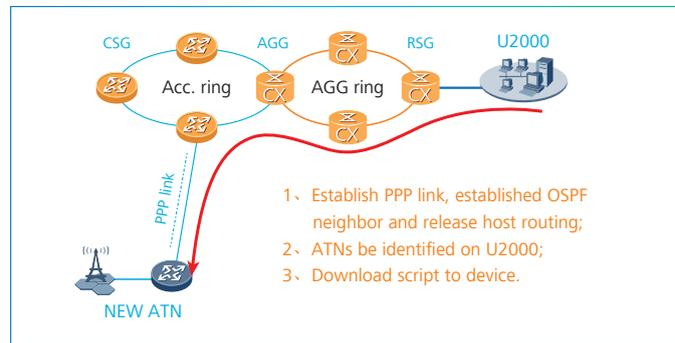 CSG
AGG
RSG
U2000
CX
Acc. ring
CX
AGG ring
CX
CX
PPP link
1、Establish PPP link, established OSPF
neighbor and release host routing;
2、ATNs be identified on U2000;
3、Download script to device.
NEW ATN